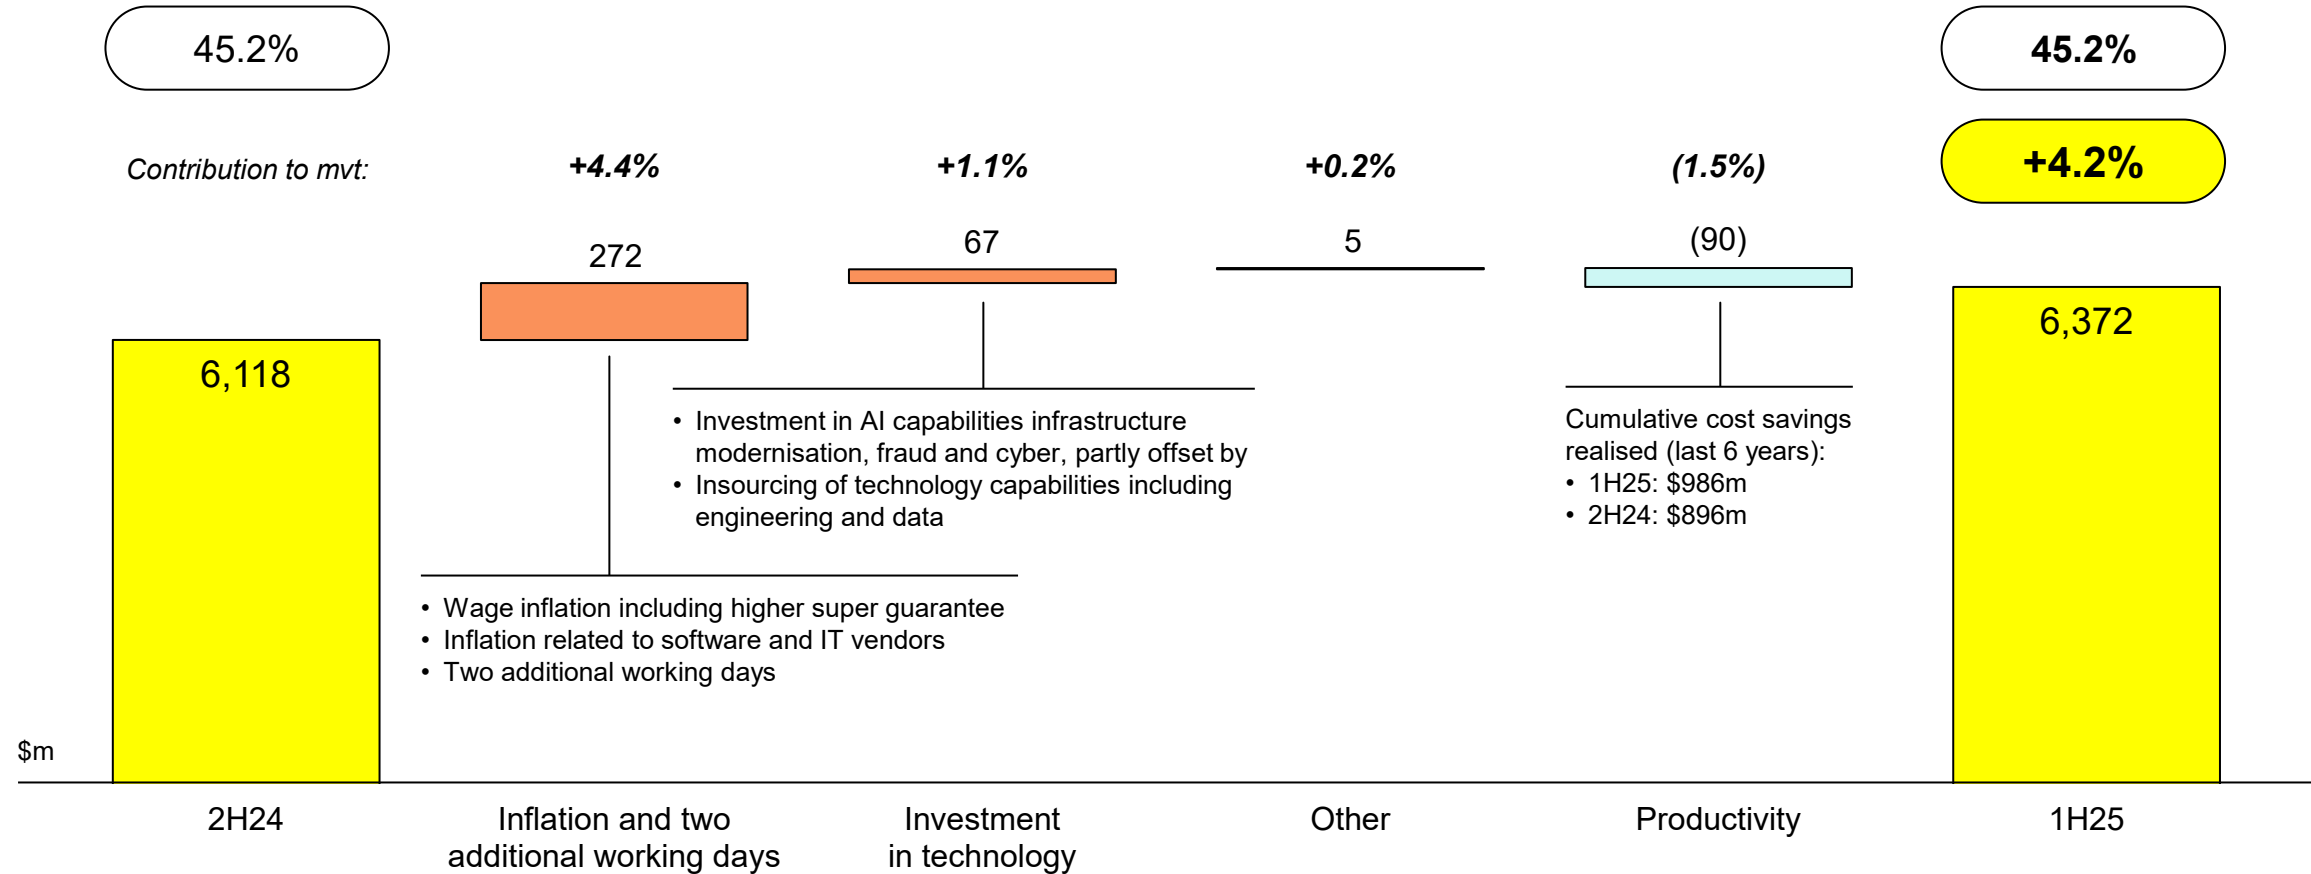 45.2%
45.2%
Contribution to mvt:
+4.4%
+1.1%
+0.2%
(1.5%)
+4.2%
272
67
5
(90)
6,118
6,372
• Investment in AI capabilities infrastructure
modernisation, fraud and cyber, partly offset by
• Insourcing of technology capabilities including
engineering and data
Cumulative cost savings
realised (last 6 years):
• 1H25: $986m
• 2H24: $896m
• Wage inflation including higher super guarantee
• Inflation related to software and IT vendors
• Two additional working days
$m
2H24
Inflation and two
additional working days
Investment
in technology
Other
Productivity
1H25